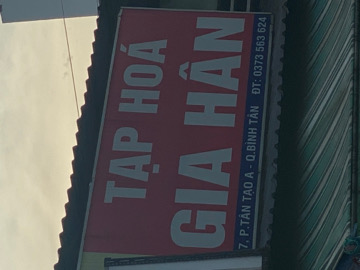 TẠP HOÁ
GIA HÂN
7, P.TÂN TẠO A - Q.BÌNH TÂN ĐT: 0373 563 624